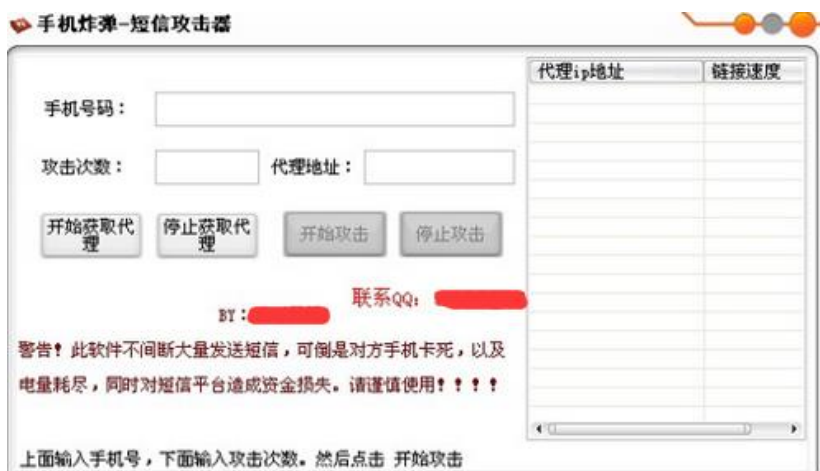 手机炸弹-短信攻击器
代理ip地址 链接速度
手机号码：
攻击次数： 代理地址：
开始获取代理 停止获取代理 开始攻击 停止攻击
联系QQ：
BY：
警告！此软件不间断大量发送短信，可倒是对方手机卡死，以及
电量耗尽，同时对短信平台造成资金损失。请谨值使用！！！！
上面输入手机号，下面输入攻击次数。然后点击 开始攻击